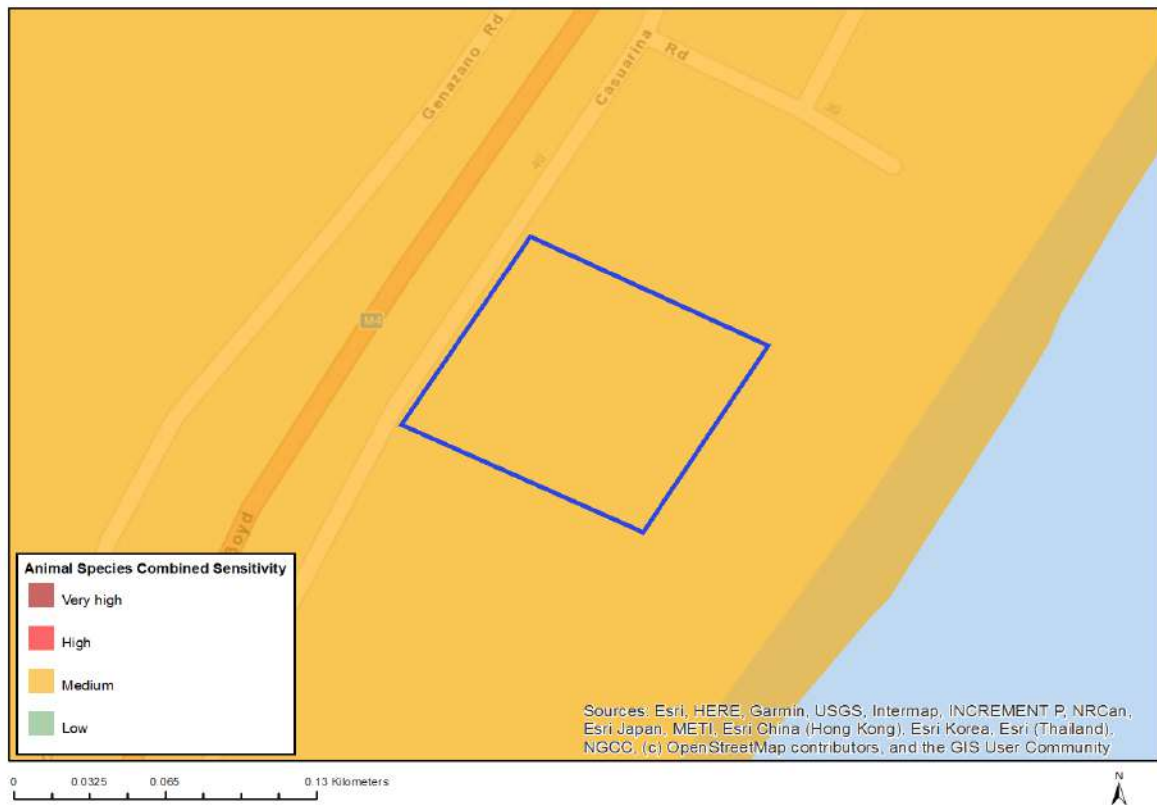 Genazano Rd
Casuarina
Rd
30
40
M4
Boyd
Animal Species Combined Sensitivity
Very high
High
Medium
Low
Sources: Esri, HERE, Garmin, USGS, Intermap, INCREMENT P, NRCan,
Esri Japan, METI, Esri China (Hong Kong), Esri Korea, Esri (Thailand),
NGCC, (c) OpenStreetMap contributors, and the GIS User Community
0 0.0325 0.065 0.13 Kilometers
N